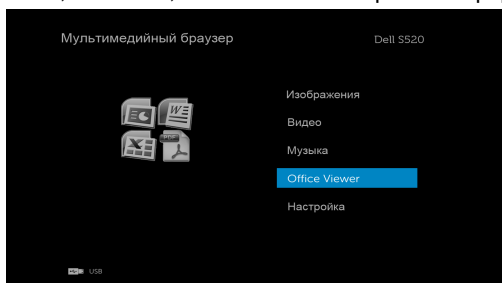 Мультимедийный браузер
Dell S520
Изображения
Видео
Музыка
Office Viewer
Настройка
USB